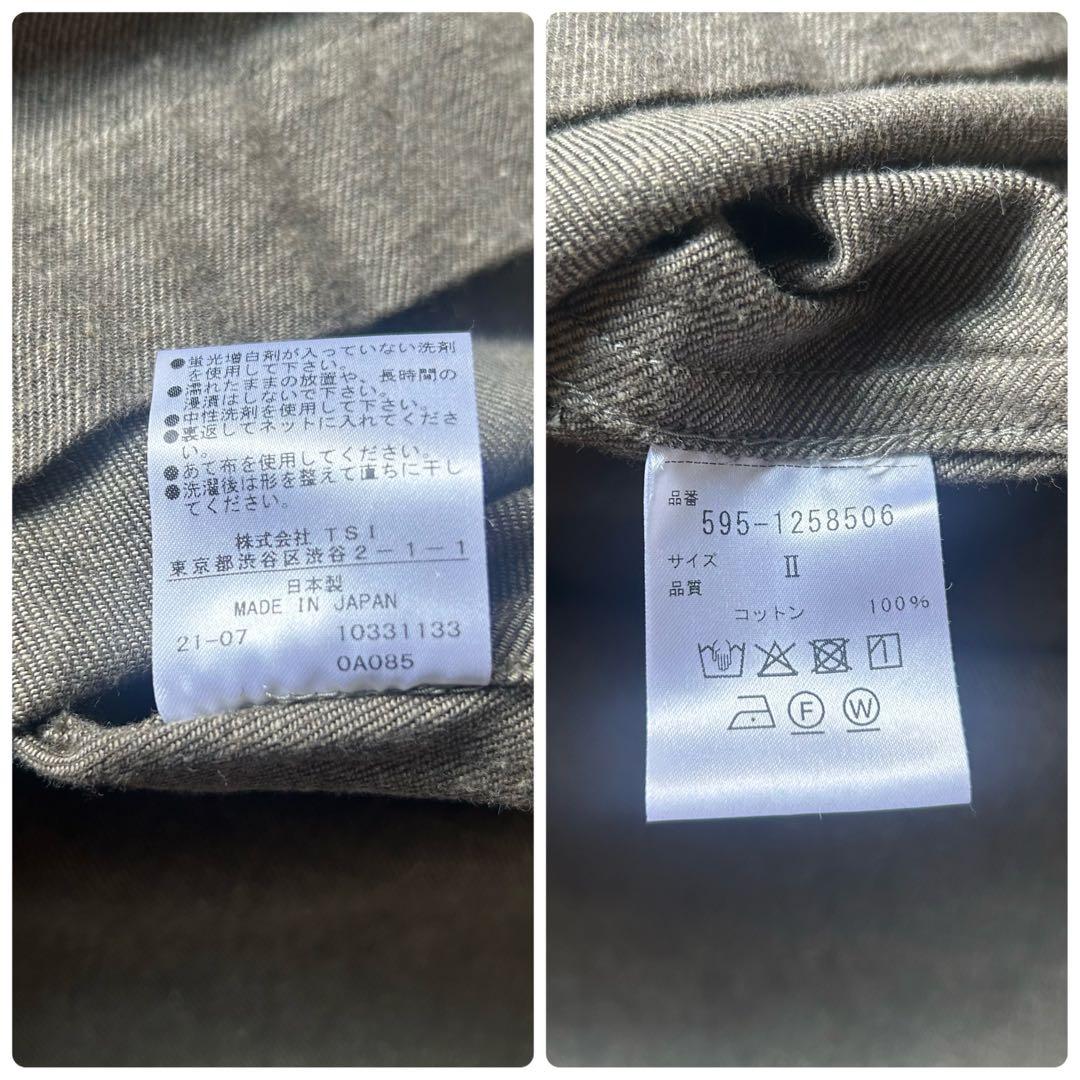 ●蛍光増白剤が入っていない洗剤
を使用して下さい。
●濡れたままの放置や、長時間の
浸漬はしないで下さい。
●中性洗剤を使用して下さい。
●裏返してネットに入れてくださ
い。
●あて布を使用してください。
●洗濯後は形を整えて直ちに干し
てください。
株式会社 TSI
東京都渋谷区渋谷2-1-1
日本製
MADE IN JAPAN
21-07 10331133
0A085
品番
595-1258506
サイズ II
品質
コットン 100%
F W